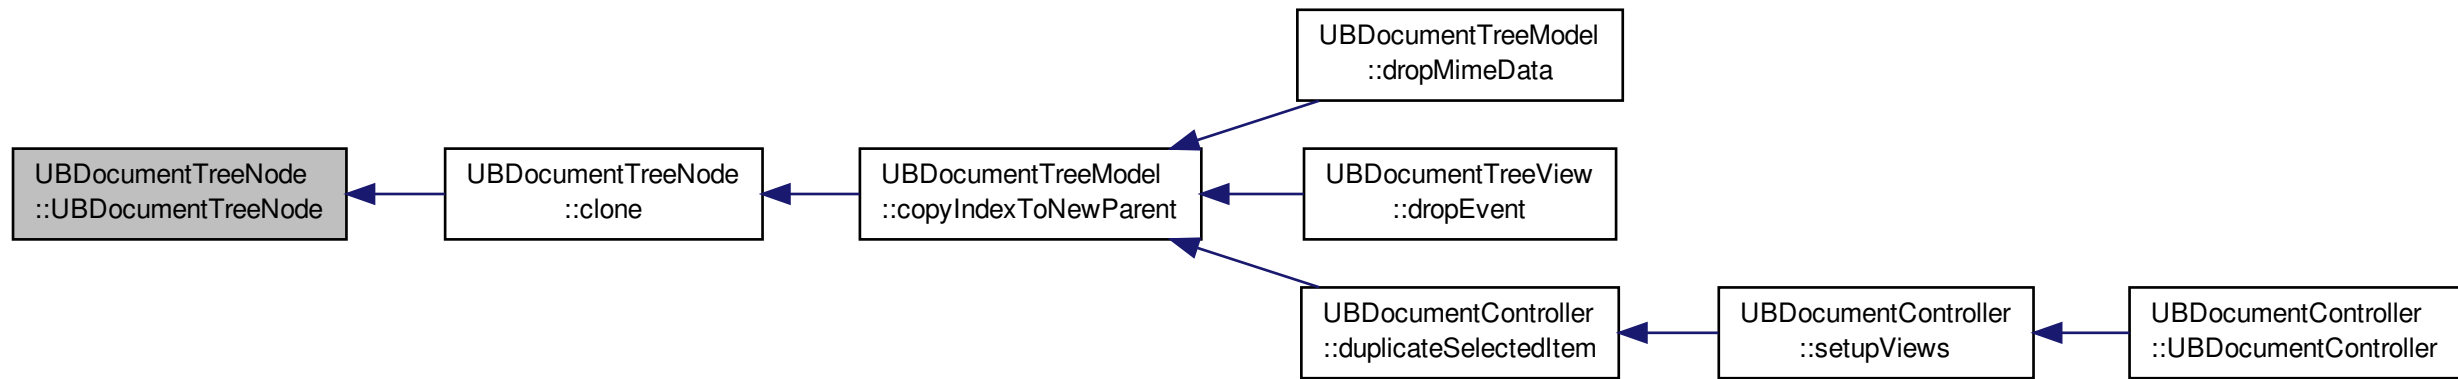 UBDocumentTreeModel
::dropMimeData
UBDocumentTreeNode
::UBDocumentTreeNode
UBDocumentTreeNode
::clone
UBDocumentTreeModel
::copyIndexToNewParent
UBDocumentTreeView
::dropEvent
UBDocumentController
::duplicateSelectedItem
UBDocumentController
::setupViews
UBDocumentController
::UBDocumentController